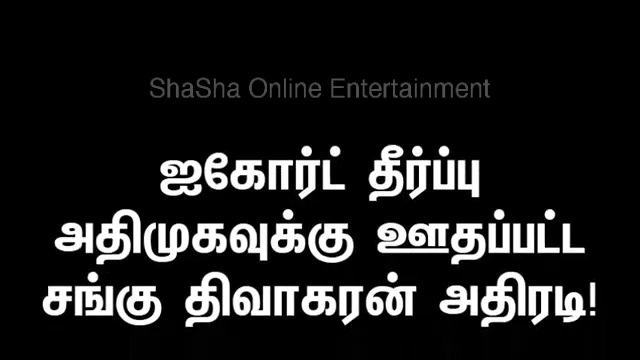 ShaSha Online Entertainment
ஐகோர்ட் தீர்ப்பு
அதிமுகவுக்கு ஊதப்பட்ட
சங்கு திவாகரன் அதிரடி!